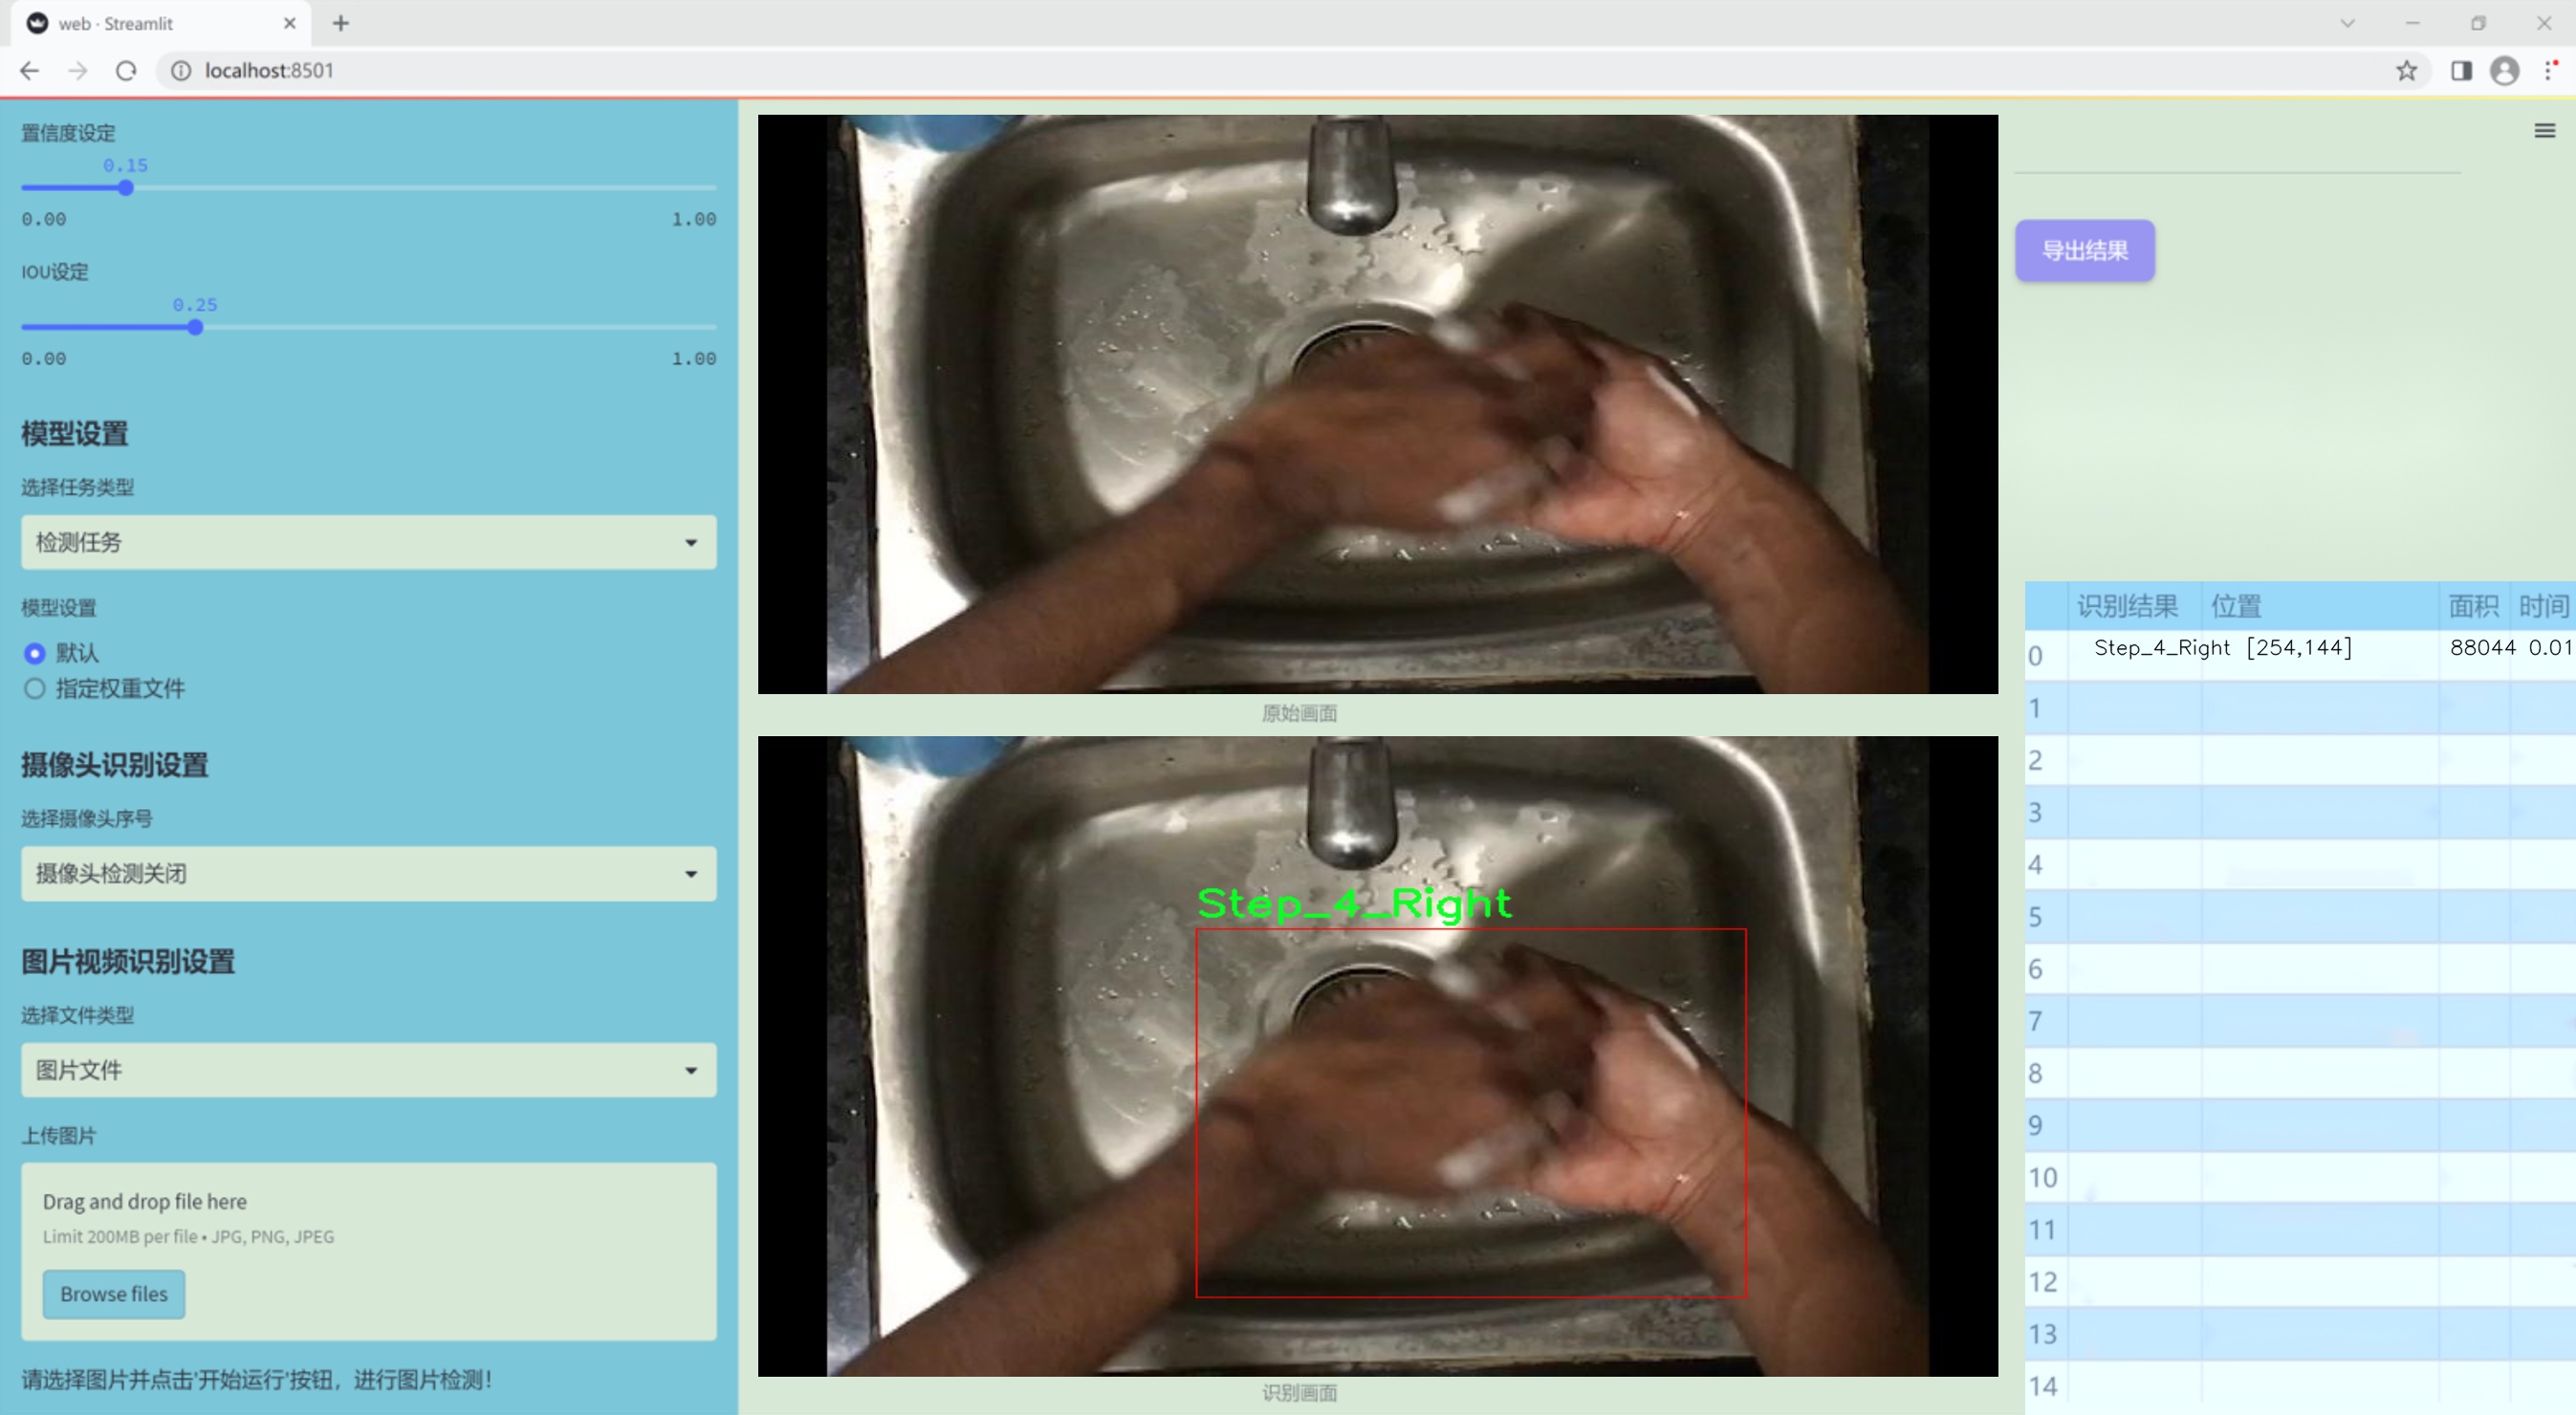 web · Streamlit
localhost:8501
置信度设定
0.15
0.00 1.00
IOU设定
0.25
0.00 1.00
模型设置
选择任务类型
检测任务
模型设置
默认
指定权重文件
摄像头识别设置
选择摄像头序号
摄像头检测关闭
图片视频识别设置
选择文件类型
图片文件
上传图片
Drag and drop file here
Limit 200MB per file • JPG, PNG, JPEG
Browse files
请选择图片并点击'开始运行'按钮，进行图片检测！
原始画面
Step_4_Right
识别画面
导出结果
识别结果 位置 面积 时间
0 Step_4_Right [254,144] 88044 0.01
1
2
3
4
5
6
7
8
9
10
11
12
13
14